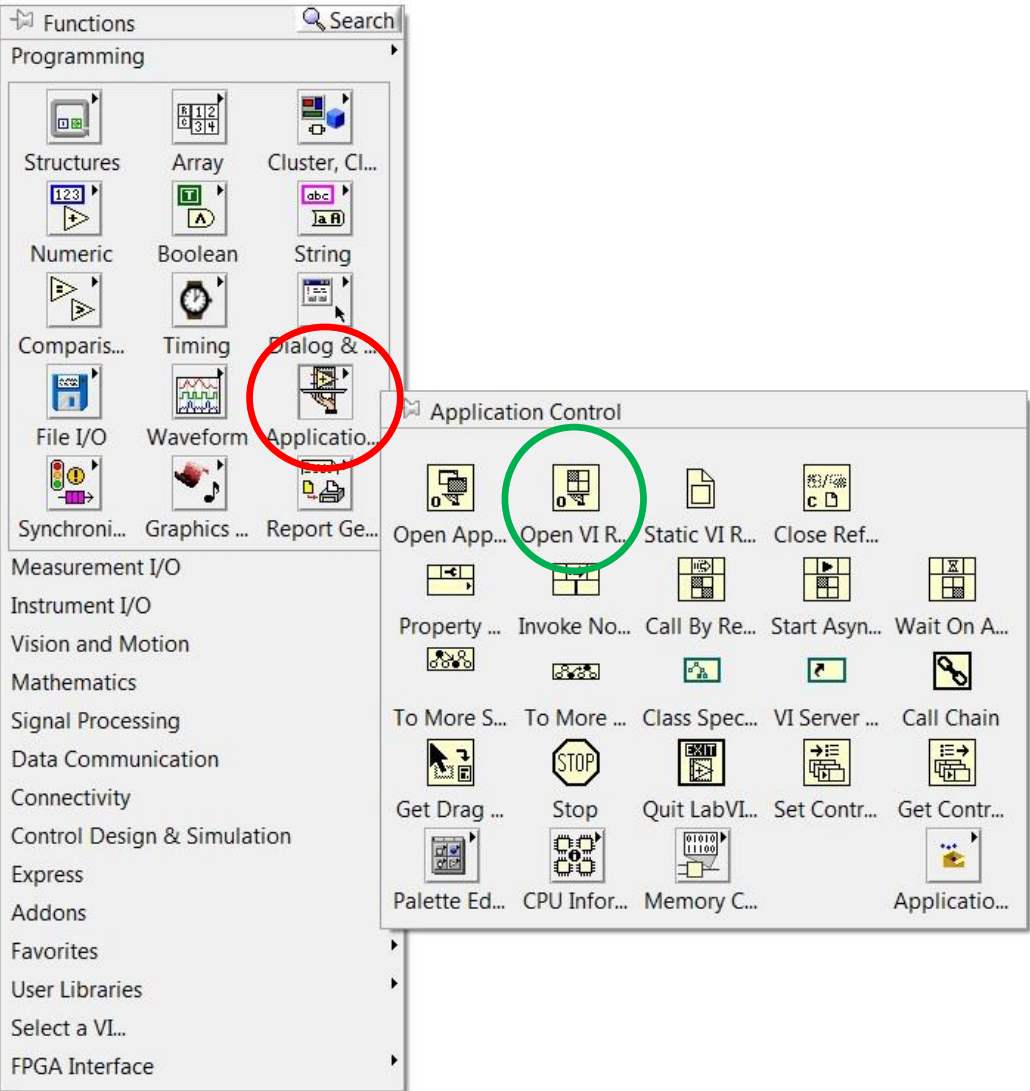 Functions Search
Programming
Structures Array Cluster, Cl...
Numeric Boolean String
Comparis... Timing Dialog & ...
File I/O Waveform Applicatio...
Synchroni... Graphics ... Report Ge...
Measurement I/O
Instrument I/O
Vision and Motion
Mathematics
Signal Processing
Data Communication
Connectivity
Control Design & Simulation
Express
Addons
Favorites
User Libraries
Select a VI...
FPGA Interface
Application Control
Open App... Open VI R... Static VI R... Close Ref...
Property ... Invoke No... Call By Re... Start Asyn... Wait On A...
To More S... To More ... Class Spec... VI Server ... Call Chain
STOP EXIT
Get Drag ... Stop Quit LabVI... Set Contr... Get Contr...
Palette Ed... CPU Infor... Memory C... Applicatio...